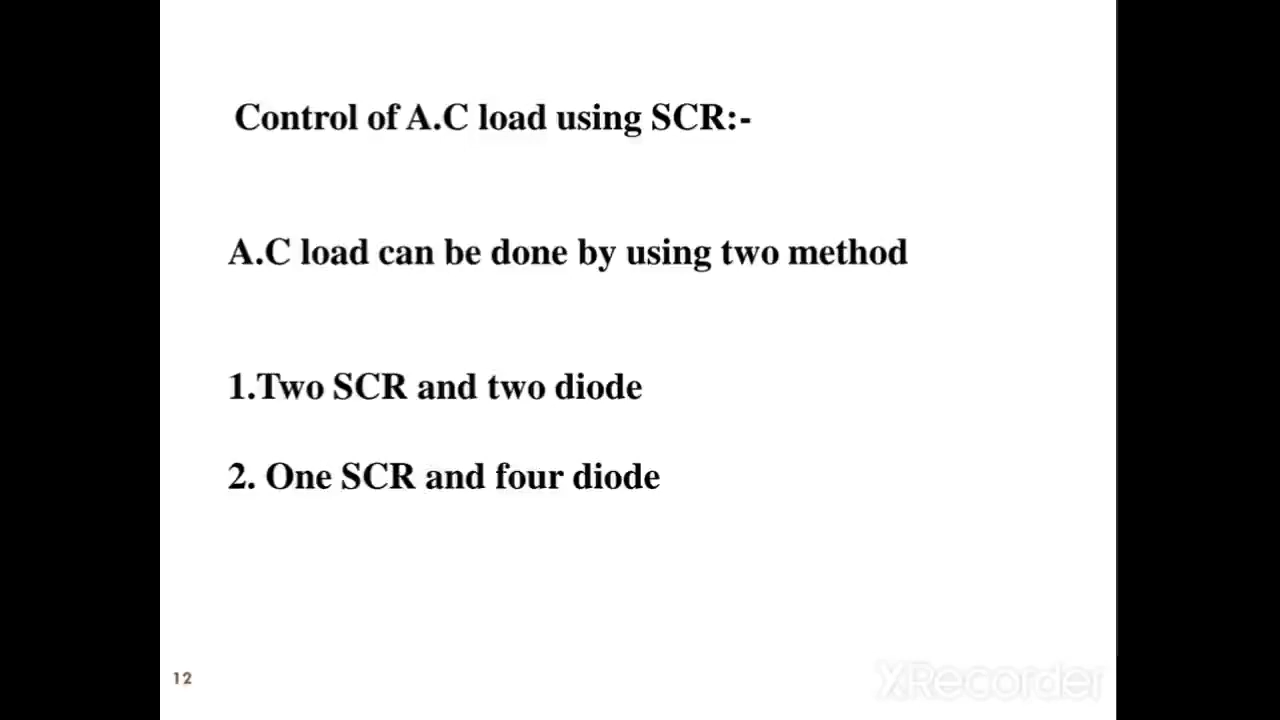 Control of A.C load using SCR:-
A.C load can be done by using two method
1.Two SCR and two diode
2. One SCR and four diode
12
XRecorder